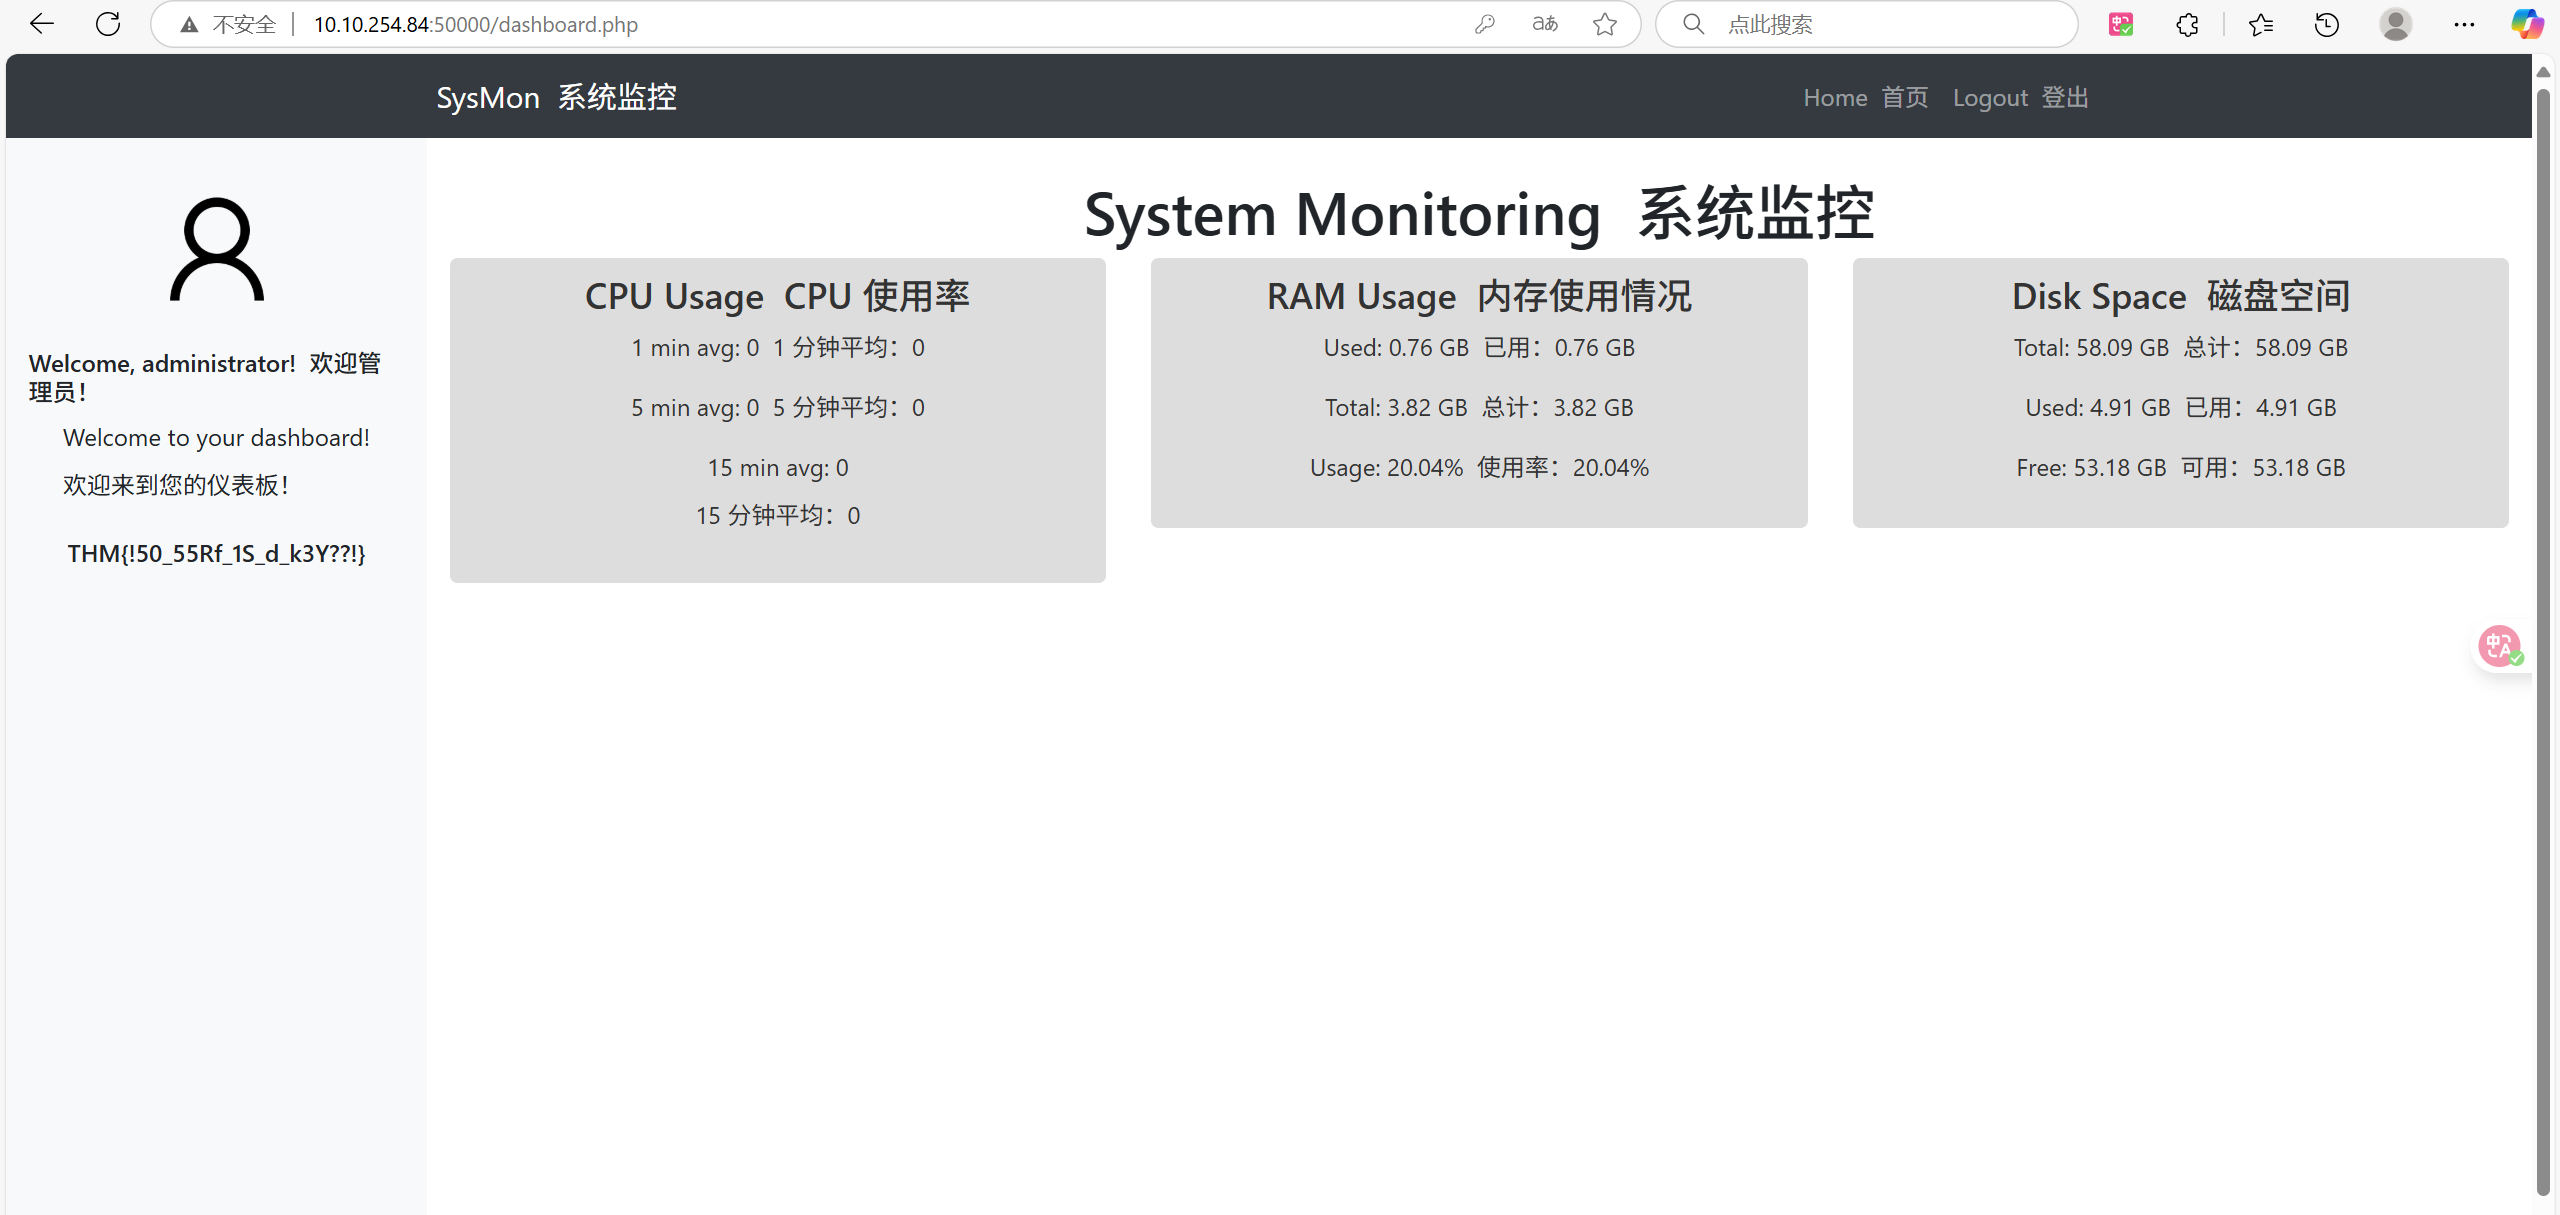 不安全 10.10.254.84:50000/dashboard.php
aあ
点此搜索
SysMon 系统监控
Home 首页 Logout 登出
Welcome, administrator! 欢迎管
理员！
Welcome to your dashboard!
欢迎来到您的仪表板！
THM{!50_55Rf_1S_d_k3Y??!}
System Monitoring 系统监控
CPU Usage CPU 使用率
1 min avg: 0 1 分钟平均：0
5 min avg: 0 5 分钟平均：0
15 min avg: 0
15 分钟平均：0
RAM Usage 内存使用情况
Used: 0.76 GB 已用：0.76 GB
Total: 3.82 GB 总计：3.82 GB
Usage: 20.04% 使用率：20.04%
Disk Space 磁盘空间
Total: 58.09 GB 总计：58.09 GB
Used: 4.91 GB 已用：4.91 GB
Free: 53.18 GB 可用：53.18 GB
中A